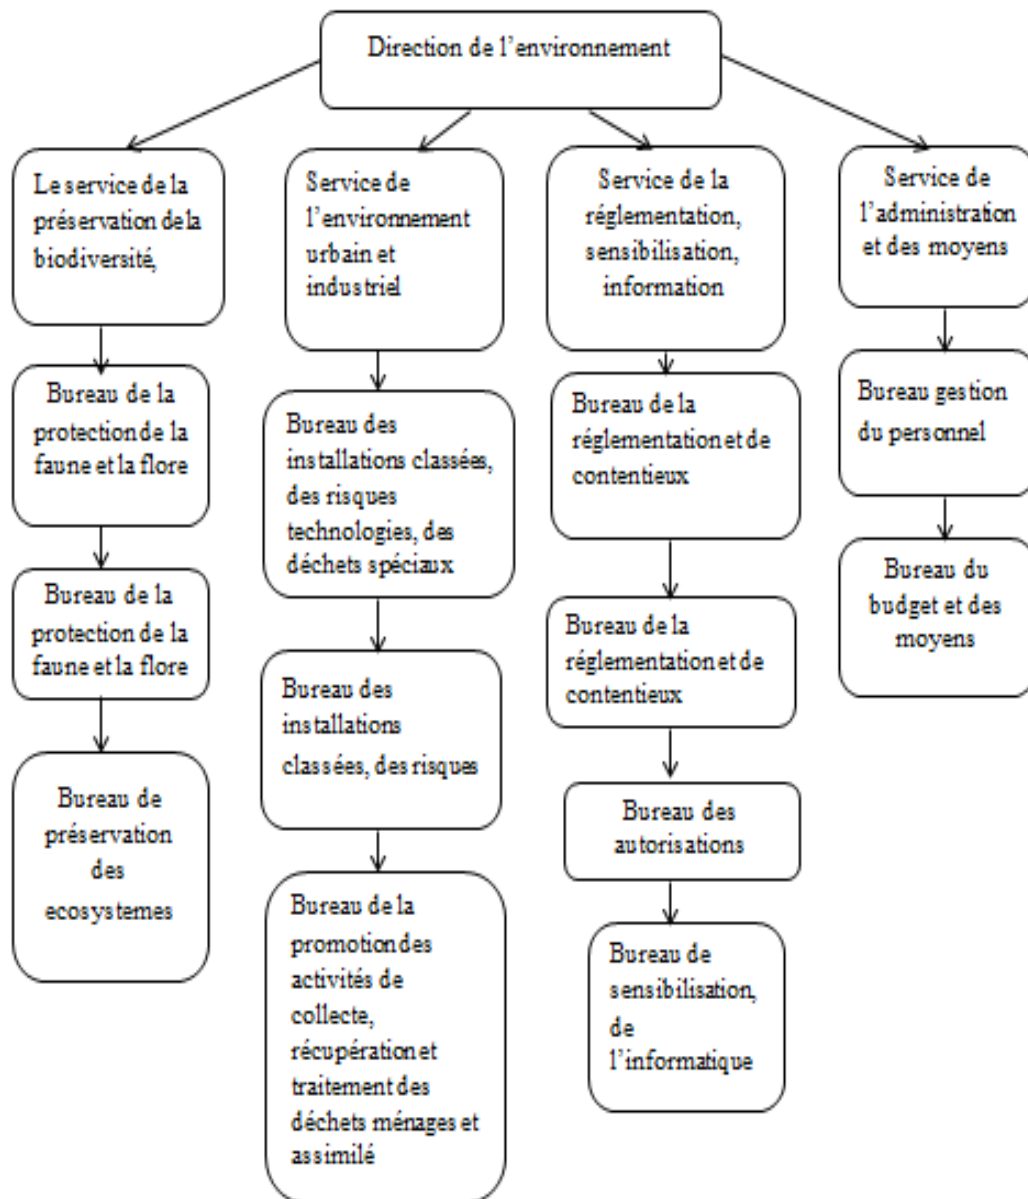 Direction de l’environnement
Le service de la
préservation de la
biodiversité,
Service de
l’environnement
urbain et
industriel
Service de la
réglementation,
sensibilisation,
information
Service de
l’administration
et des moyens
Bureau de la
protection de la
faune et la flore
Bureau des
installations classées,
des risques
technologies, des
déchets spéciaux
Bureau de la
réglementation et de
contentieux
Bureau gestion
du personnel
Bureau de la
protection de la
faune et la flore
Bureau des
installations
classées, des risques
Bureau de la
réglementation et de
contentieux
Bureau du
budget et des
moyens
Bureau de
préservation
des
ecosystemes
Bureau de la
promotion des
activités de
collecte,
récupération et
traitement des
déchets ménages et
assimilé
Bureau des
autorisations
Bureau de
sensibilisation,
de
l’informatique